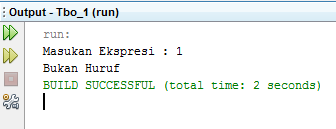 Output - Tbo_1 (run)
run:
Masukan Ekspresi : 1
Bukan Huruf
BUILD SUCCESSFUL (total time: 2 seconds)